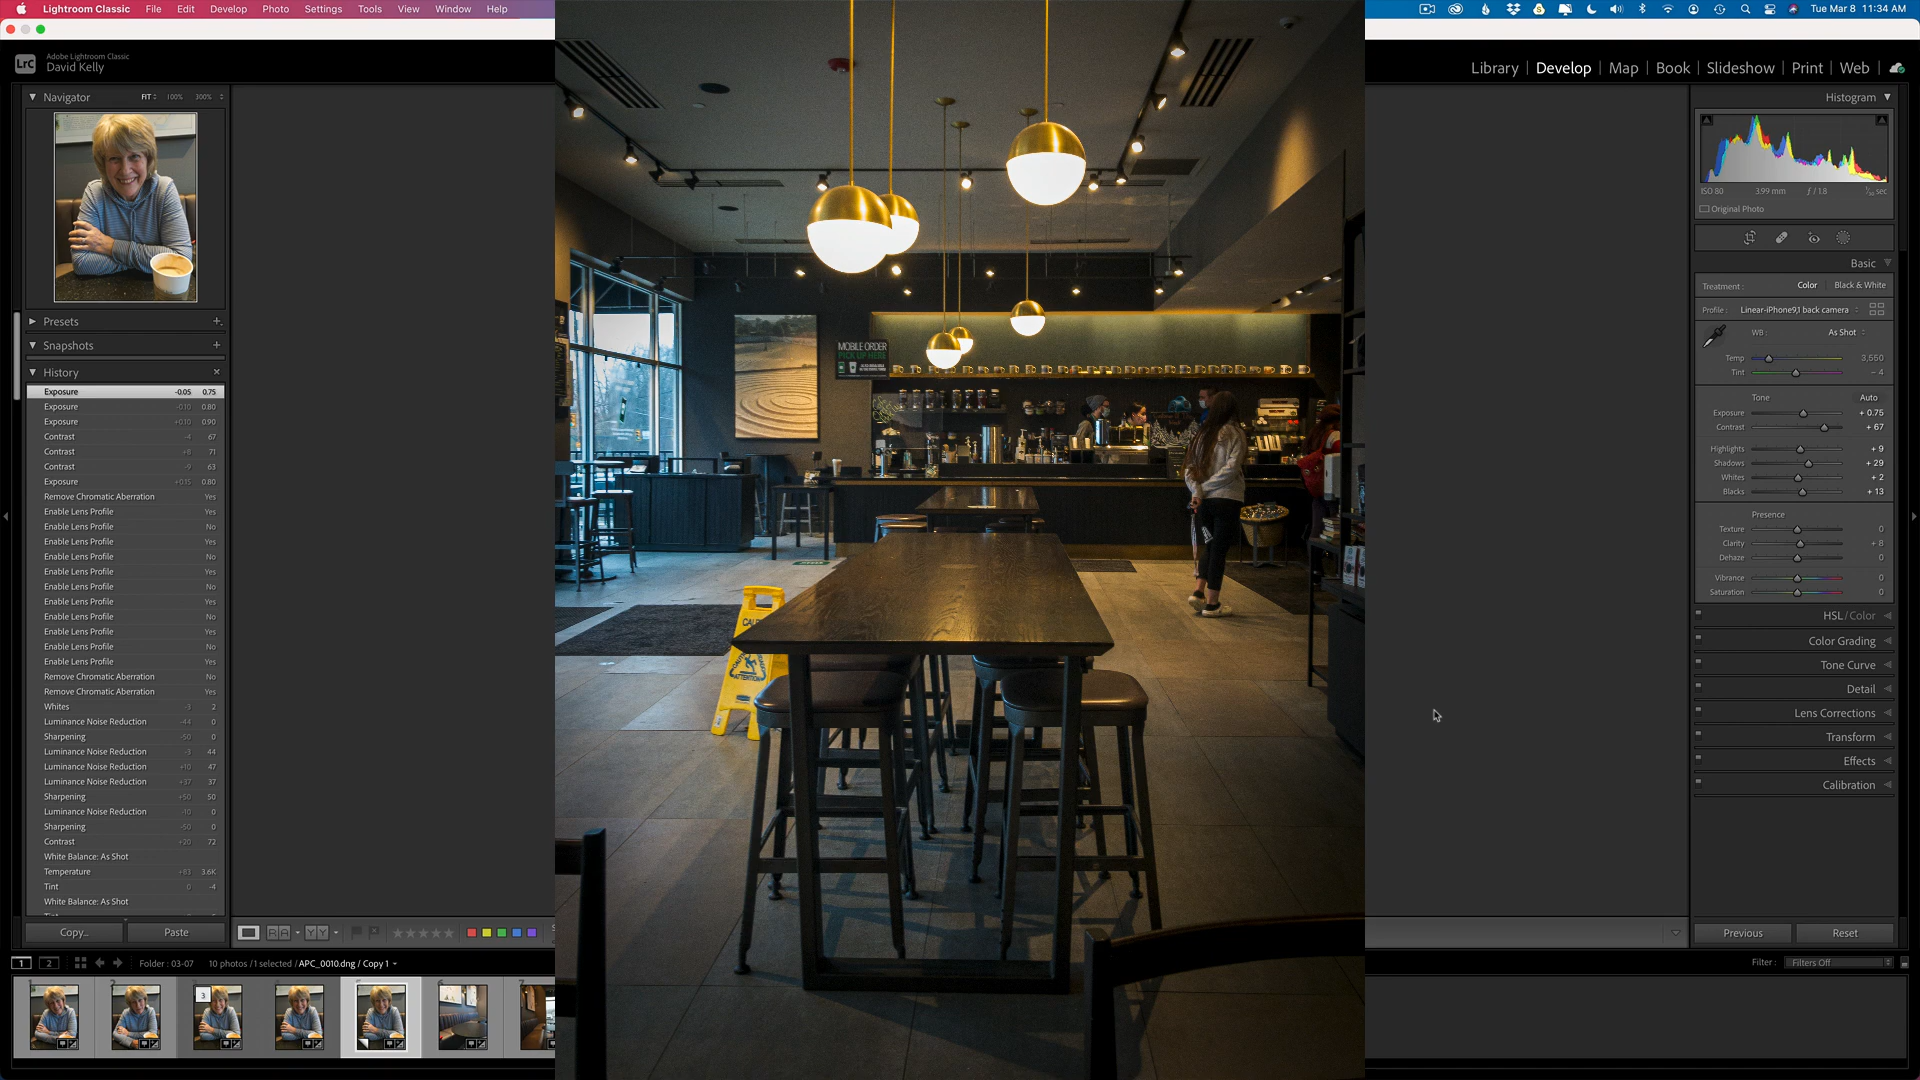 Lightroom Classic File Edit Develop Photo Settings Tools View Window Help
Tue Mar 8 11:34 AM
LrC
Adobe Lightroom Classic
David Kelly
Library | Develop | Map | Book | Slideshow | Print | Web |
Navigator FIT 100% 300%
Presets
Snapshots
History
Exposure -0.05 0.75
Exposure -0.10 0.80
Exposure +0.10 0.90
Contrast -4 67
Contrast +8 71
Contrast -9 63
Exposure +0.15 0.80
Remove Chromatic Aberration Yes
Enable Lens Profile Yes
Enable Lens Profile No
Enable Lens Profile Yes
Enable Lens Profile No
Enable Lens Profile Yes
Enable Lens Profile No
Enable Lens Profile Yes
Enable Lens Profile No
Enable Lens Profile Yes
Enable Lens Profile No
Enable Lens Profile Yes
Remove Chromatic Aberration No
Remove Chromatic Aberration Yes
Whites -3 2
Luminance Noise Reduction -44 0
Sharpening -50 0
Luminance Noise Reduction -3 44
Luminance Noise Reduction +10 47
Luminance Noise Reduction +37 37
Sharpening +50 50
Luminance Noise Reduction -10 0
Sharpening -50 0
Contrast +20 72
White Balance: As Shot
Temperature +83 3.6K
Tint 0 -4
White Balance: As Shot
Copy... Paste
MOBILE ORDER
PICK UP HERE
CAUTION
ATTENTION
Histogram
ISO 80 3.99 mm ƒ / 1.8 sec
Original Photo
Basic
Treatment : Color Black & White
Profile : Linear-iPhone9,1 back camera
WB : As Shot
Temp 3,550
Tint - 4
Tone Auto
Exposure + 0.75
Contrast + 67
Highlights + 9
Shadows + 29
Whites + 2
Blacks + 13
Presence
Texture 0
Clarity + 8
Dehaze 0
Vibrance 0
Saturation 0
HSL / Color
Color Grading
Tone Curve
Detail
Lens Corrections
Transform
Effects
Calibration
Previous Reset
1 2 Folder : 03-07 10 photos / 1 selected / APC_0010.dng / Copy 1
Filter : Filters Off
3